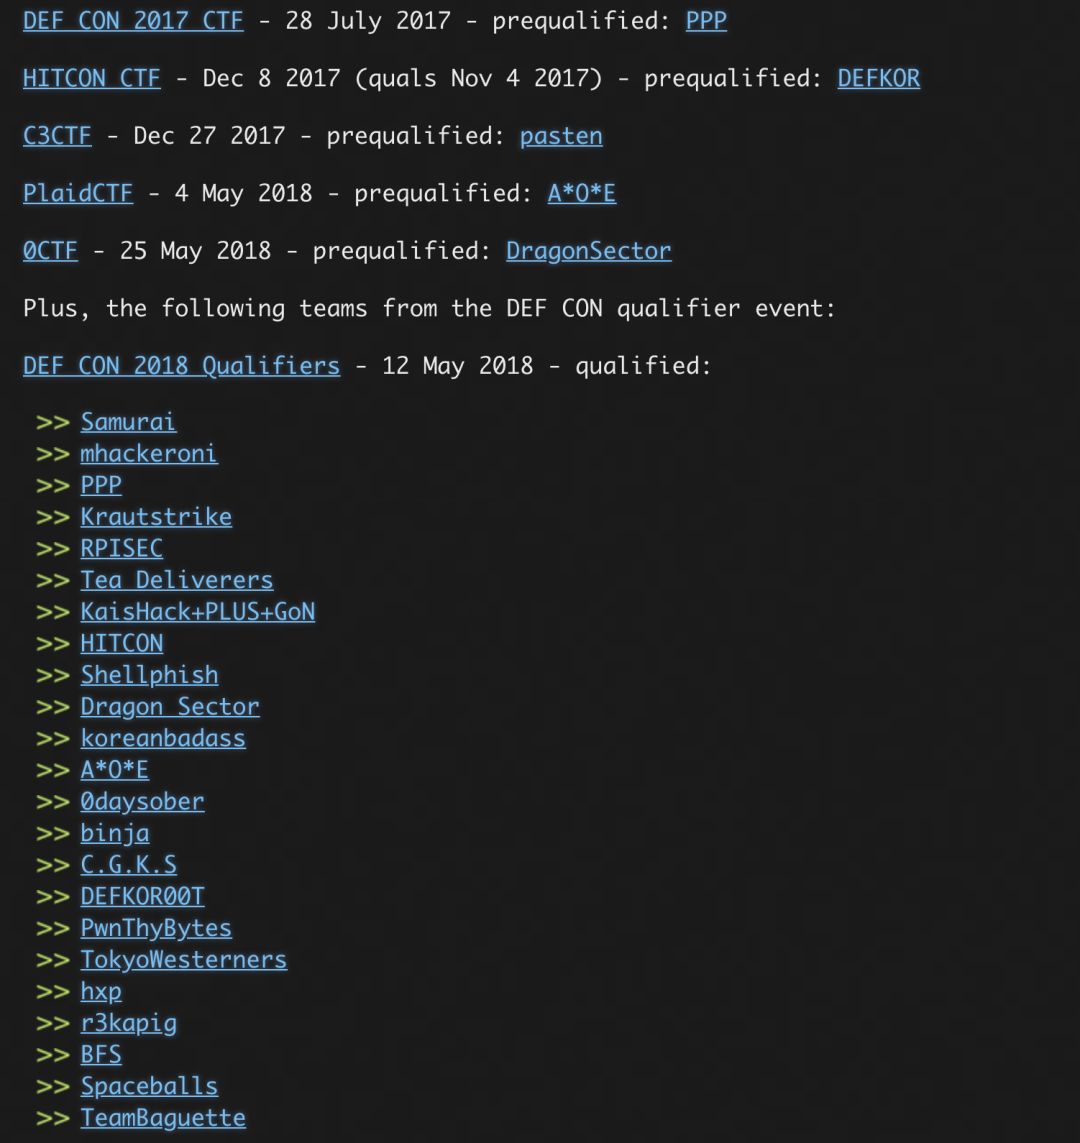 DEF CON 2017 CTF - 28 July 2017 - prequalified: PPP
HITCON CTF - Dec 8 2017 (quals Nov 4 2017) - prequalified: DEFKOR
C3CTF - Dec 27 2017 - prequalified: pasten
PlaidCTF - 4 May 2018 - prequalified: A*O*E
0CTF - 25 May 2018 - prequalified: DragonSector
Plus, the following teams from the DEF CON qualifier event:
DEF CON 2018 Qualifiers - 12 May 2018 - qualified:
>> Samurai
>> mhackeroni
>> PPP
>> Krautstrike
>> RPISEC
>> Tea Deliverers
>> KaisHack+PLUS+GoN
>> HITCON
>> Shellphish
>> Dragon Sector
>> koreanbadass
>> A*O*E
>> 0daysober
>> binja
>> C.G.K.S
>> DEFKOR00T
>> PwnThyBytes
>> TokyoWesterners
>> hxp
>> r3kapig
>> BFS
>> Spaceballs
>> TeamBaguette